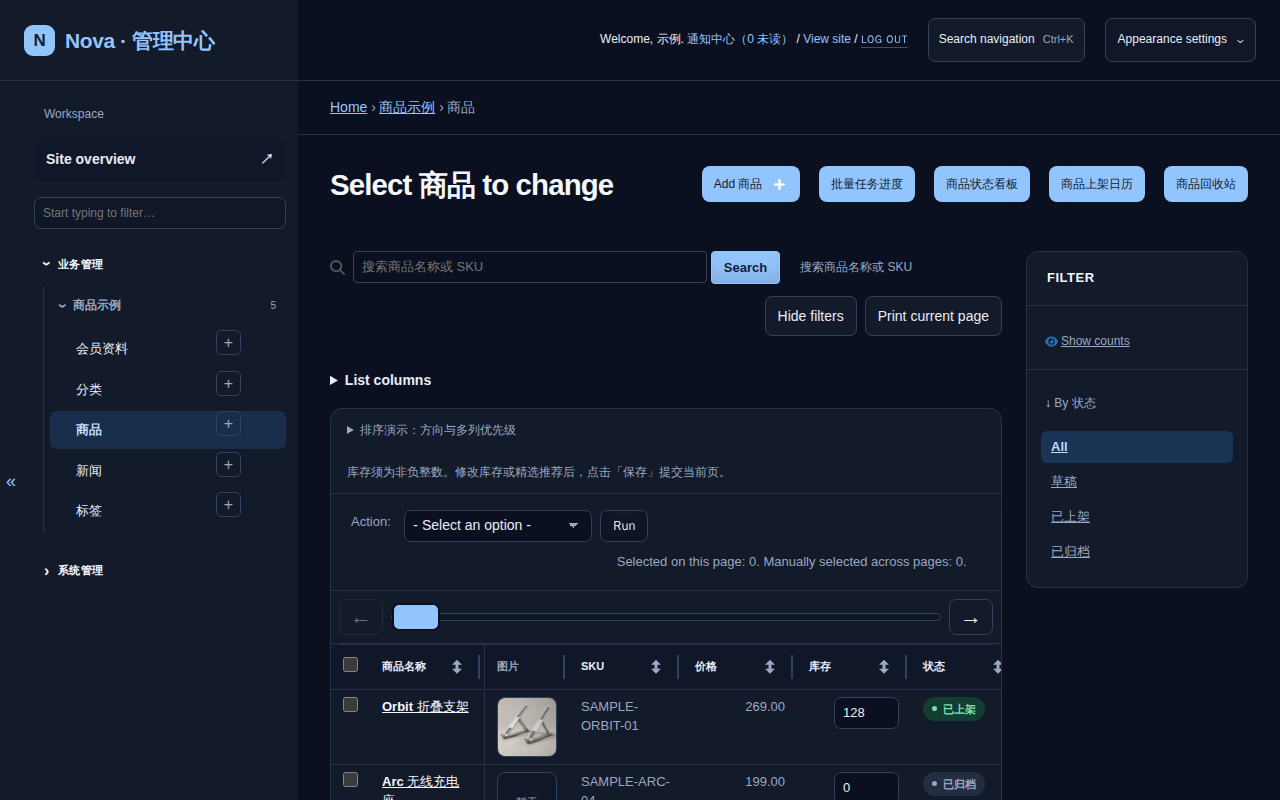 N Nova · 管理中心
Welcome, 示例. 通知中心（0 未读） / View site / LOG OUT
Search navigation Ctrl+K
Appearance settings
Workspace
Site overview ↗
Start typing to filter…
业务管理
商品示例 5
会员资料 +
分类 +
商品 +
新闻 +
标签 +
系统管理
«
Home › 商品示例 › 商品
Select 商品 to change
Add 商品 +
批量任务进度
商品状态看板
商品上架日历
商品回收站
搜索商品名称或 SKU
Search
搜索商品名称或 SKU
Hide filters
Print current page
List columns
排序演示：方向与多列优先级
库存须为非负整数。修改库存或精选推荐后，点击「保存」提交当前页。
Action: - Select an option - Run
Selected on this page: 0. Manually selected across pages: 0.
← →
商品名称 图片 SKU 价格 库存 状态
Orbit 折叠支架 SAMPLE-ORBIT-01 269.00 128 已上架
Arc 无线充电座 SAMPLE-ARC- 199.00 0 已归档
FILTER
Show counts
↓ By 状态
All
草稿
已上架
已归档